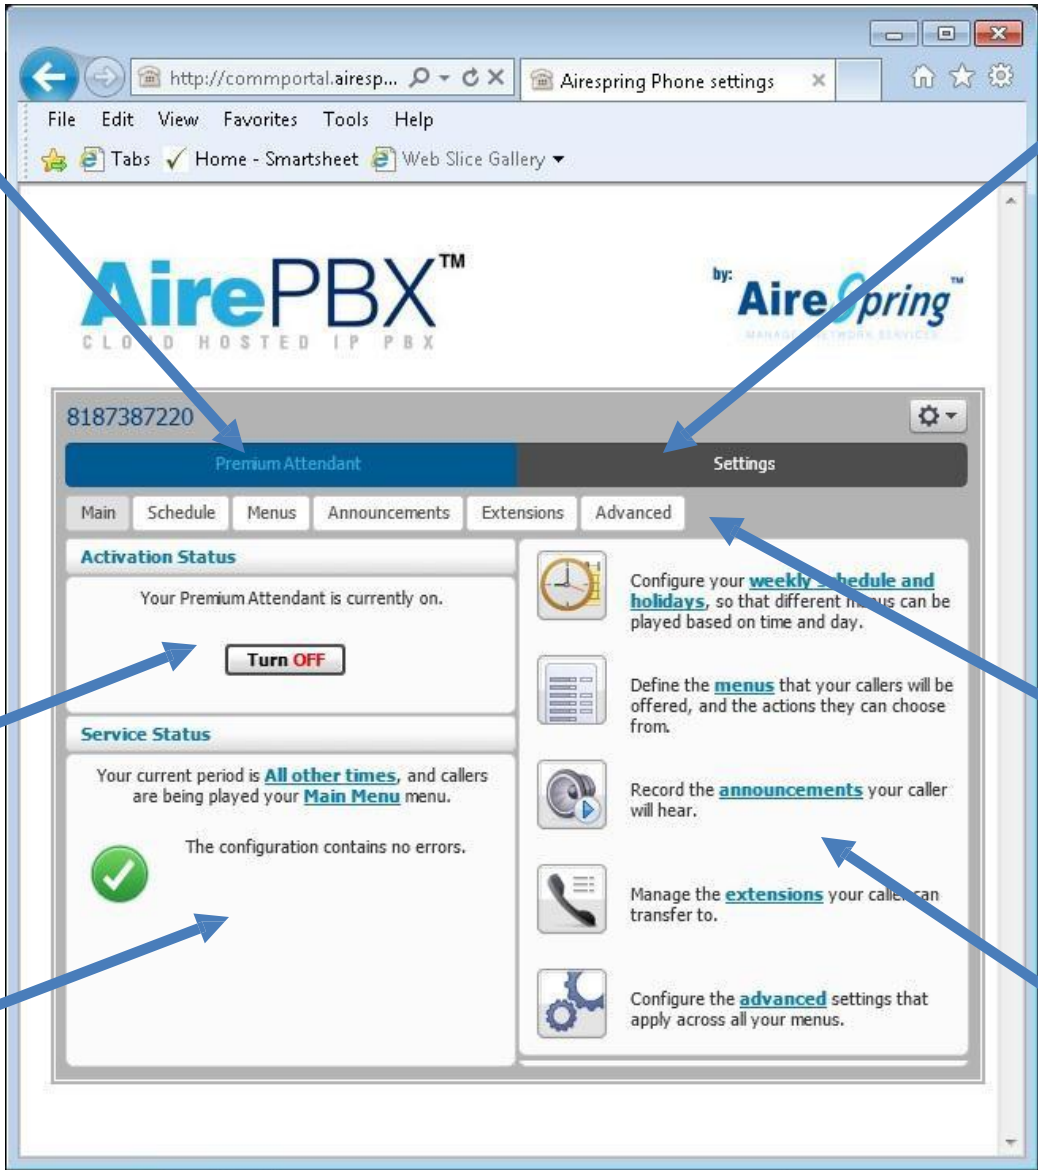 http://commportal.airesp...
Airespring Phone settings
File Edit View Favorites Tools Help
Tabs Home - Smartsheet Web Slice Gallery
AirePBX™
CLOUD HOSTED IP PBX
by:
AireSpring™
MANAGED NETWORK SERVICES
8187387220
Premium Attendant
Settings
Main Schedule Menus Announcements Extensions Advanced
Activation Status
Your Premium Attendant is currently on.
Turn OFF
Service Status
Your current period is All other times, and callers
are being played your Main Menu menu.
The configuration contains no errors.
Configure your weekly schedule and
holidays, so that different menus can be
played based on time and day.
Define the menus that your callers will be
offered, and the actions they can choose
from.
Record the announcements your caller
will hear.
Manage the extensions your caller can
transfer to.
Configure the advanced settings that
apply across all your menus.